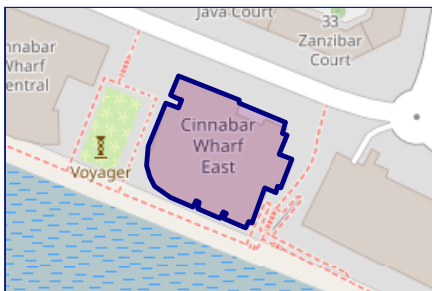 Java Court
33
Zanzibar
Court
nnabar
Wharf
entral
Cinnabar
Wharf
East
Voyager